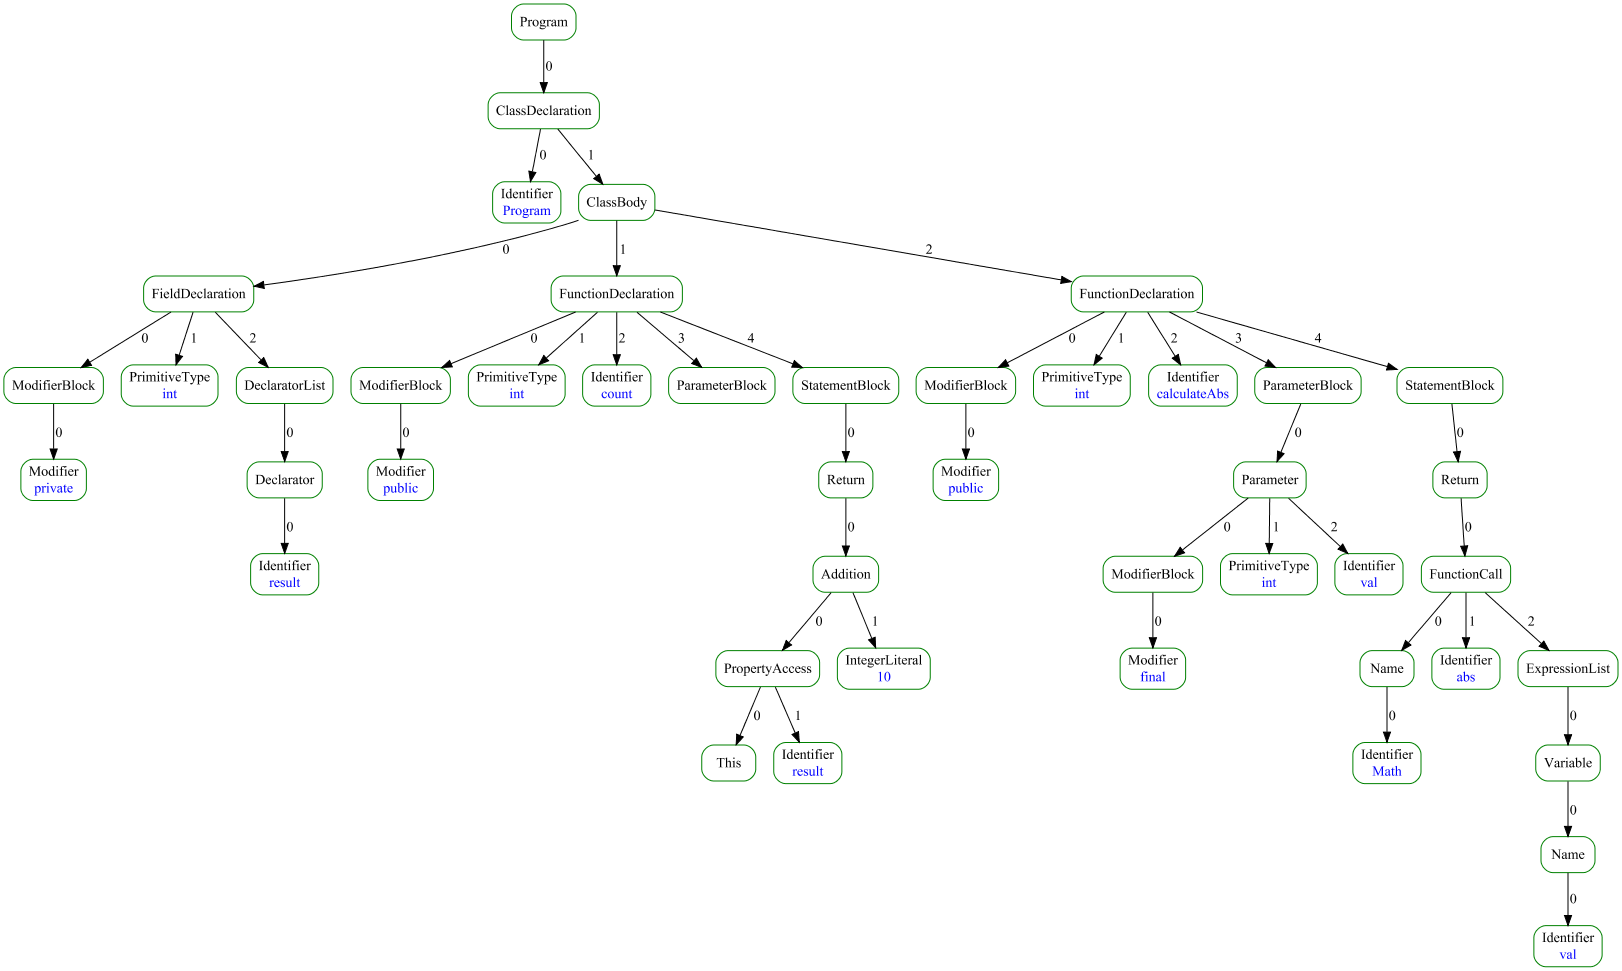 Program
0
ClassDeclaration
0
1
Identifier
Program
ClassBody
0
1
2
FieldDeclaration
FunctionDeclaration
FunctionDeclaration
0
1
2
0
1
2
3
4
0
1
2
3
4
ModifierBlock
PrimitiveType
int
DeclaratorList
ModifierBlock
PrimitiveType
int
Identifier
count
ParameterBlock
StatementBlock
ModifierBlock
PrimitiveType
int
Identifier
calculateAbs
ParameterBlock
StatementBlock
0
0
0
0
0
0
0
Modifier
private
Declarator
Modifier
public
Return
Modifier
public
Parameter
Return
0
0
0
1
2
0
Identifier
result
Addition
ModifierBlock
PrimitiveType
int
Identifier
val
FunctionCall
0
1
0
0
1
2
PropertyAccess
IntegerLiteral
10
Modifier
final
Name
Identifier
abs
ExpressionList
0
1
0
0
This
Identifier
result
Identifier
Math
Variable
0
Name
0
Identifier
val